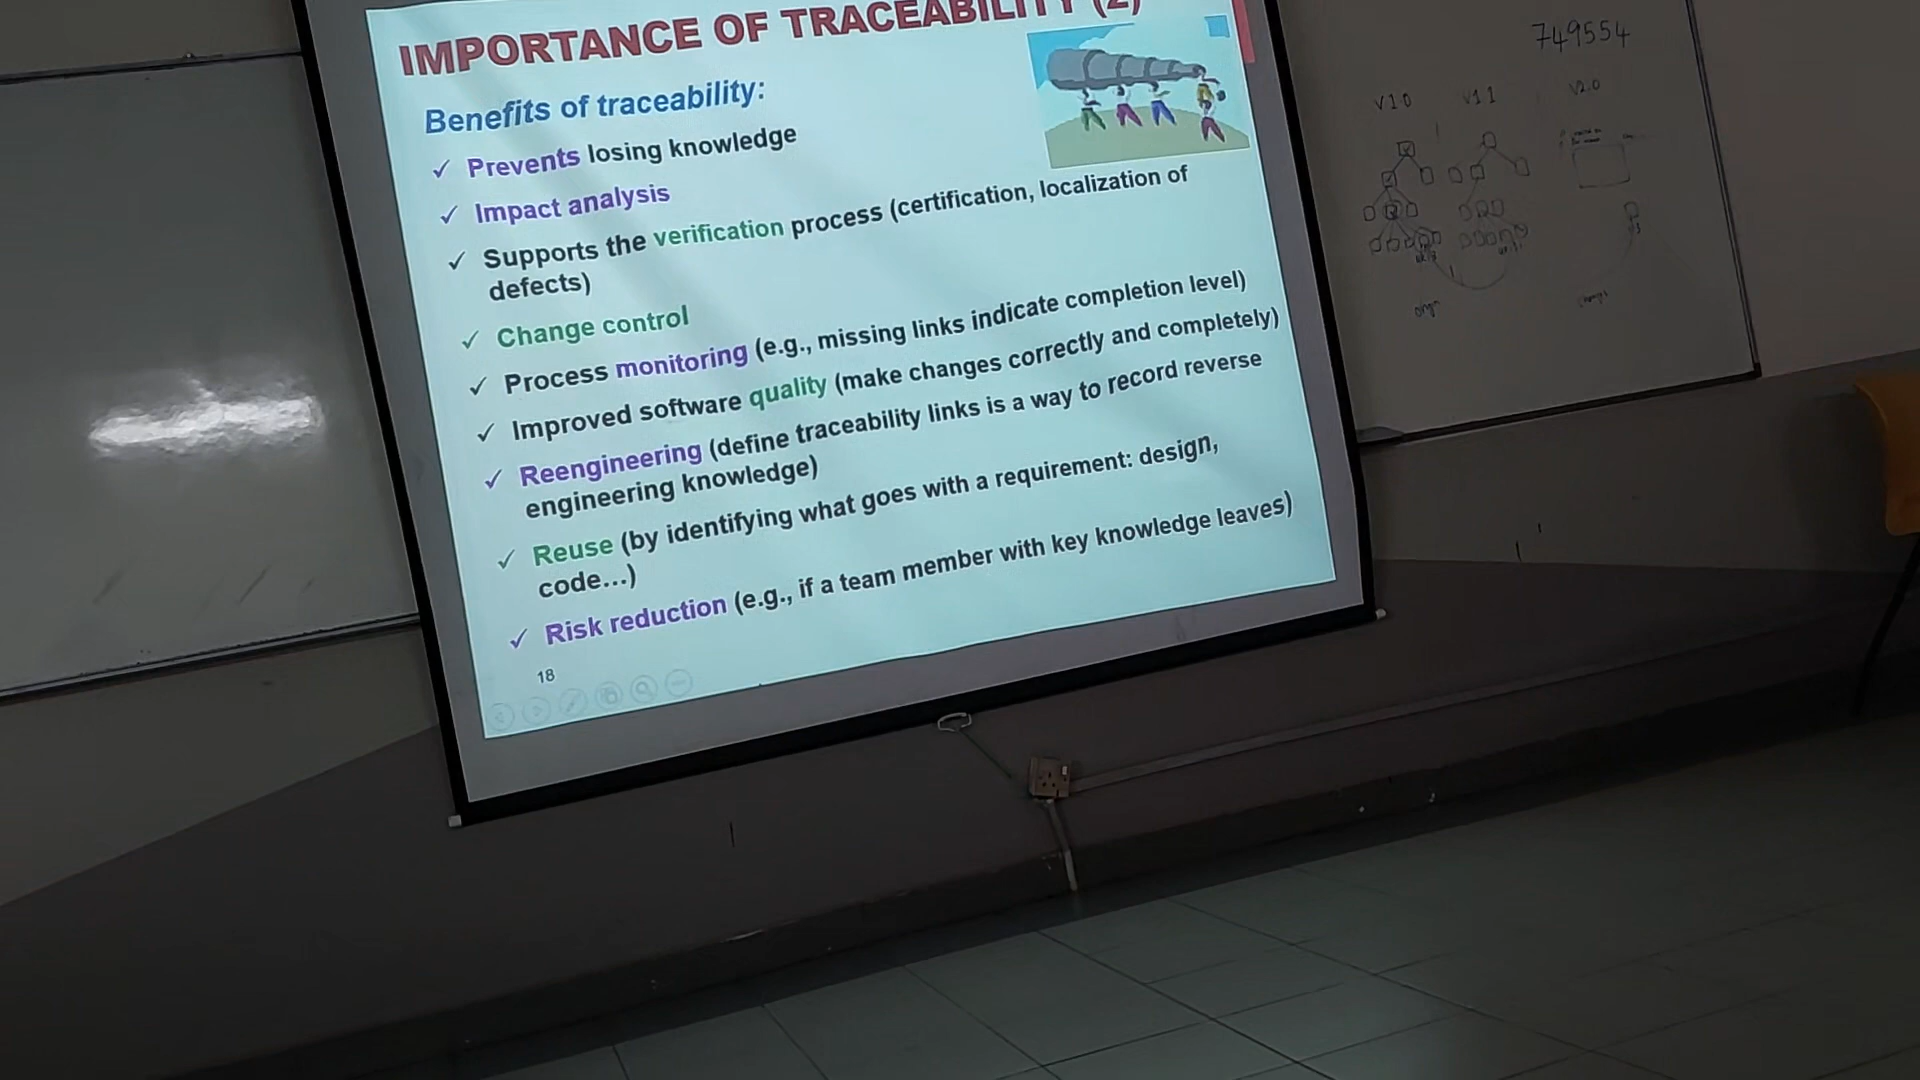 IMPORTANCE OF TRACEABILITY (2)
Benefits of traceability:
✓ Prevents losing knowledge
✓ Impact analysis
✓ Supports the verification process (certification, localization of
defects)
✓ Change control
✓ Process monitoring (e.g., missing links indicate completion level)
✓ Improved software quality (make changes correctly and completely)
✓ Reengineering (define traceability links is a way to record reverse
engineering knowledge)
✓ Reuse (by identifying what goes with a requirement: design,
code...)
✓ Risk reduction (e.g., if a team member with key knowledge leaves)
18
749554
V1.0 V1.1 V2.0